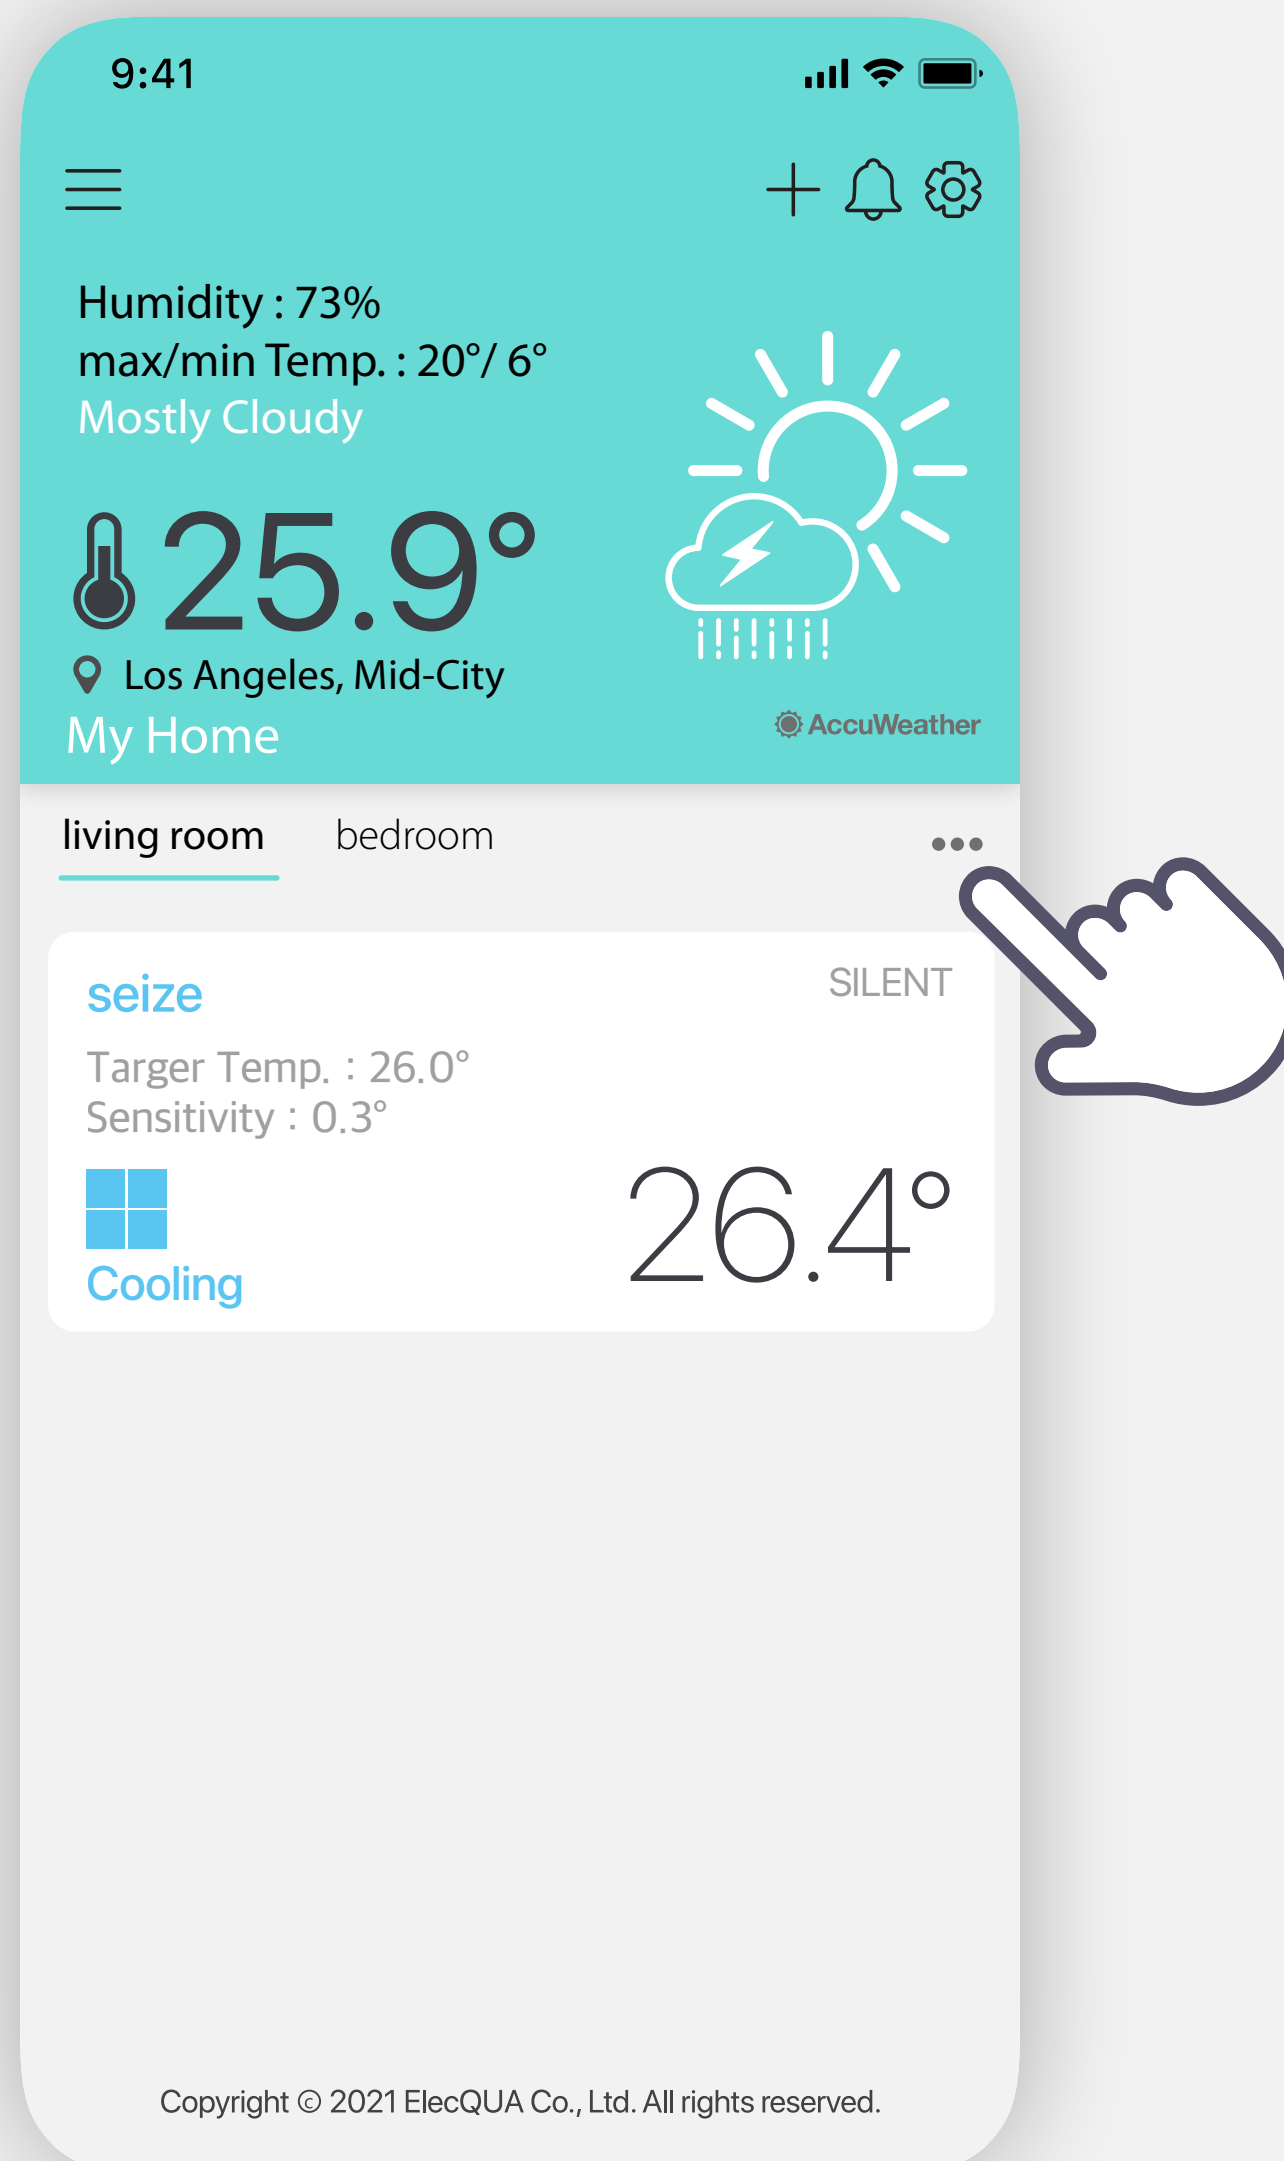 9:41
Humidity : 73%
max/min Temp. : 20°/ 6°
Mostly Cloudy
25.9°
Los Angeles, Mid-City
My Home
AccuWeather
living room bedroom
seize
SILENT
Targer Temp. : 26.0°
Sensitivity : 0.3°
26.4°
Cooling
Copyright © 2021 ElecQUA Co., Ltd. All rights reserved.